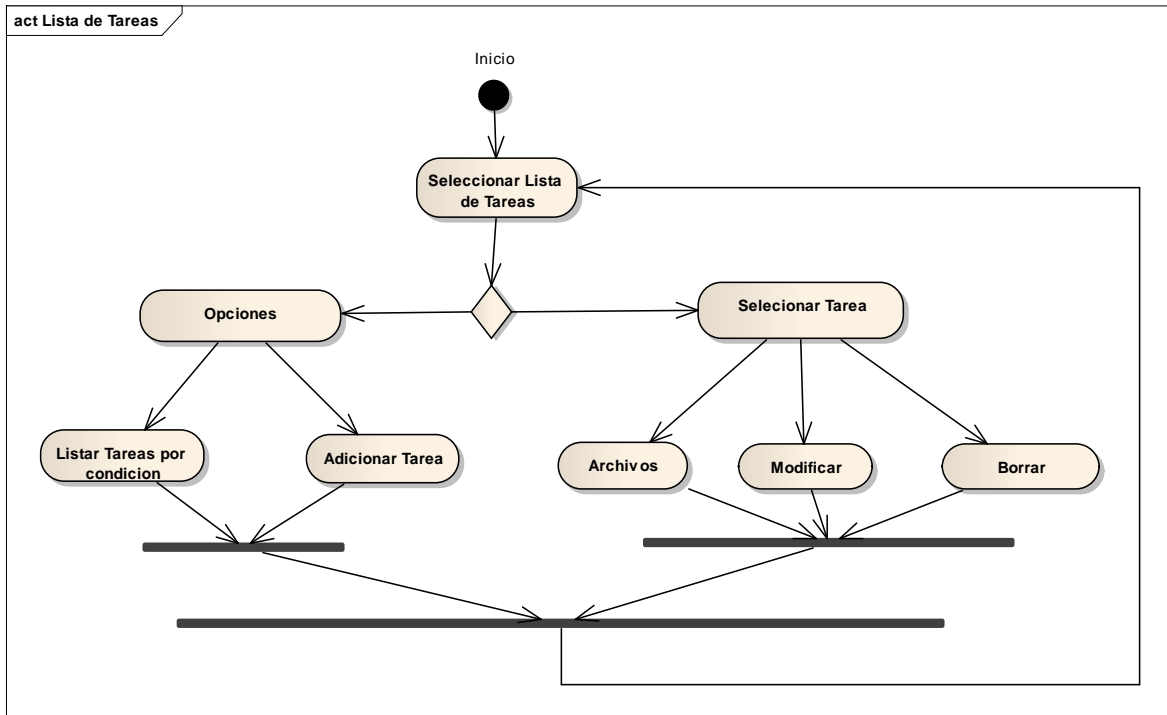 act Lista de Tareas
Inicio
Seleccionar Lista
de Tareas
Opciones
Selecionar Tarea
Listar Tareas por
condicion
Adicionar Tarea
Archivos
Modificar
Borrar